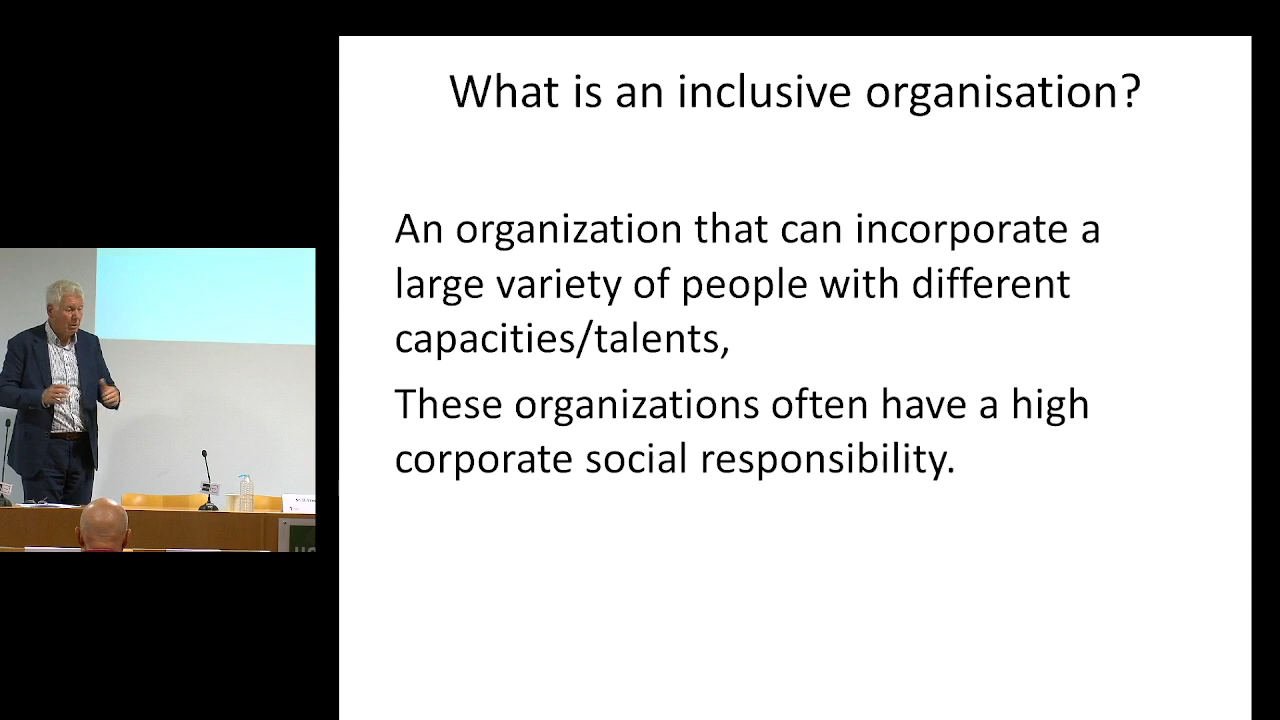 What is an inclusive organisation?
An organization that can incorporate a
large variety of people with different
capacities/talents,
These organizations often have a high
corporate social responsibility.